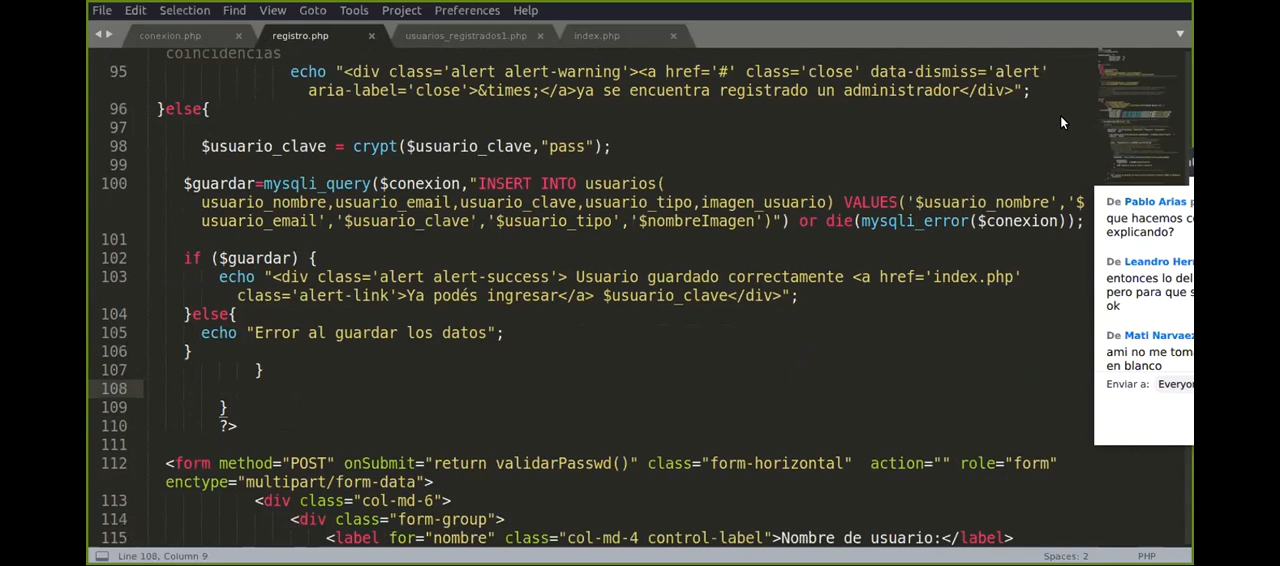 File Edit Selection Find View Goto Tools Project Preferences Help
conexion.php × registro.php × usuarios_registrados1.php × index.php ×
coincidencias
95 echo "<div class='alert alert-warning'><a href='#' class='close' data-dismiss='alert'
aria-label='close'>&times;</a>ya se encuentra registrado un administrador</div>";
96 }else{
97
98 $usuario_clave = crypt($usuario_clave,"pass");
99
100 $guardar=mysqli_query($conexion,"INSERT INTO usuarios(
usuario_nombre,usuario_email,usuario_clave,usuario_tipo,imagen_usuario) VALUES('$usuario_nombre','$
usuario_email','$usuario_clave','$usuario_tipo','$nombreImagen')") or die(mysqli_error($conexion));
101
102 if ($guardar) {
103 echo "<div class='alert alert-success'> Usuario guardado correctamente <a href='index.php'
class='alert-link'>Ya podés ingresar</a> $usuario_clave</div>";
104 }else{
105 echo "Error al guardar los datos";
106 }
107 }
108
109 }
110 ?>
111
112 <form method="POST" onSubmit="return validarPasswd()" class="form-horizontal" action="" role="form"
enctype="multipart/form-data">
113 <div class="col-md-6">
114 <div class="form-group">
115 <label for="nombre" class="col-md-4 control-label">Nombre de usuario:</label>
De Pablo Arias
que hacemos
explicando?
De Leandro
entonces lo del
pero para que
ok
De Mati Narvaez
ami no me
en blanco
Enviar a:
Line 108, Column 9 Spaces: 2 PHP